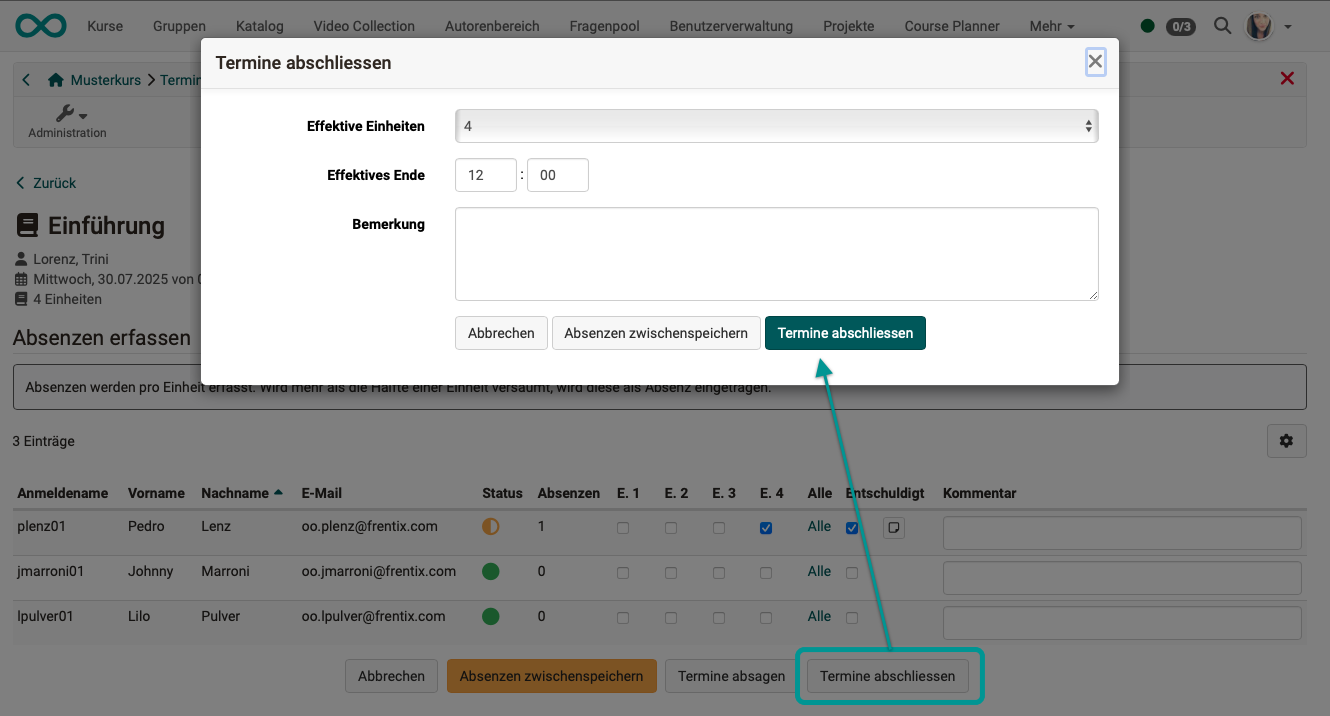 Kurse Gruppen Katalog Video Collection Autorenbereich Fragenpool Benutzerverwaltung Projekte Course Planner Mehr 0/3
Termine abschliessen
Musterkurs Termin
Administration
Effektive Einheiten 4
Effektives Ende 12 : 00
Zurück
Bemerkung
Einführung
Lorenz, Trini
Mittwoch, 30.07.2025 von
4 Einheiten
Abbrechen Absenzen zwischenspeichern Termine abschliessen
Absenzen erfassen
Absenzen werden pro Einheit erfasst. Wird mehr als die Hälfte einer Einheit versäumt, wird diese als Absenz eingetragen.
3 Einträge
Anmeldename Vorname Nachname E-Mail Status Absenzen E. 1 E. 2 E. 3 E. 4 Alle Entschuldigt Kommentar
plenz01 Pedro Lenz oo.plenz@frentix.com 1 Alle
jmarroni01 Johnny Marroni oo.jmarroni@frentix.com 0 Alle
lpulver01 Lilo Pulver oo.lpulver@frentix.com 0 Alle
Abbrechen Absenzen zwischenspeichern Termine absagen Termine abschliessen